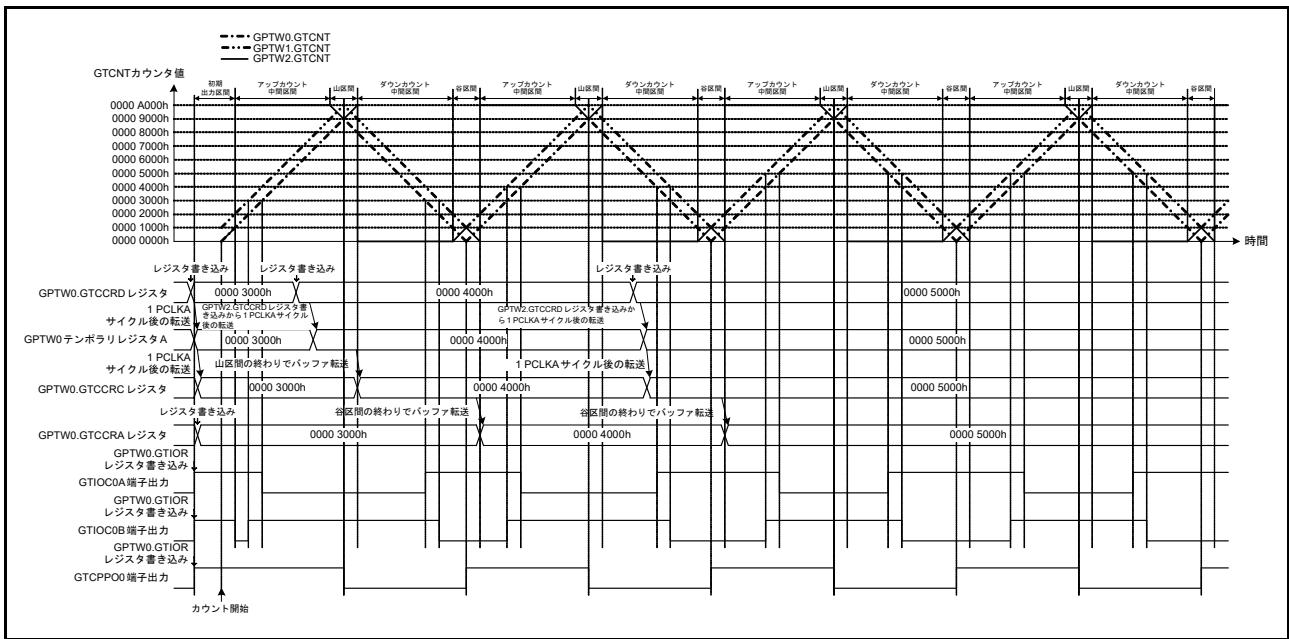 GPTW0.GTCNT
GPTW1.GTCNT
GPTW2.GTCNT
GTCNTカウンタ値
初期
出力区間
アップカウント
中間区間
山区間
ダウンカウント
中間区間
谷区間
アップカウント
中間区間
山区間
ダウンカウント
中間区間
谷区間
アップカウント
中間区間
山区間
ダウンカウント
中間区間
谷区間
アップカウント
中間区間
山区間
ダウンカウント
中間区間
谷区間
0000 A000h
0000 9000h
0000 8000h
0000 7000h
0000 6000h
0000 5000h
0000 4000h
0000 3000h
0000 2000h
0000 1000h
0000 0000h
時間
レジスタ書き込み
レジスタ書き込み
レジスタ書き込み
GPTW0.GTCCRD レジスタ
0000 3000h
0000 4000h
0000 5000h
1 PCLKA
サイクル後の転送
GPTW2.GTCCRD レジスタ書
き込みから1 PCLKAサイクル
後の転送
GPTW2.GTCCRD レジスタ書き込みか
ら1 PCLKAサイクル後の転送
GPTW0 テンポラリレジスタA
0000 3000h
0000 4000h
0000 5000h
1 PCLKA
サイクル後の転送
山区間の終わりでバッファ転送
1 PCLKA サイクル後の転送
GPTW0.GTCCRC レジスタ
0000 3000h
0000 4000h
0000 5000h
レジスタ書き込み
谷区間の終わりでバッファ転送
谷区間の終わりでバッファ転送
GPTW0.GTCCRA レジスタ
0000 3000h
0000 4000h
0000 5000h
GPTW0.GTIOR
レジスタ書き込み
GTIOC0A 端子出力
GPTW0.GTIOR
レジスタ書き込み
GTIOC0B 端子出力
GPTW0.GTIOR
レジスタ書き込み
GTCPPO0 端子出力
カウント開始